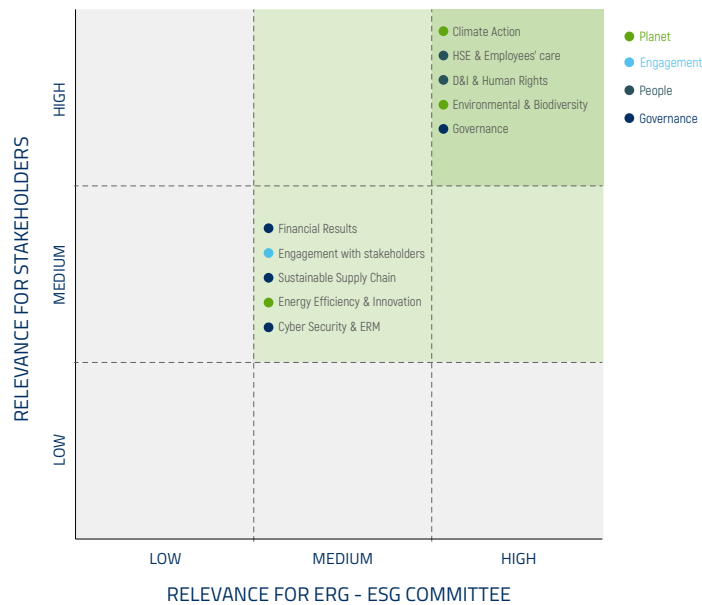 Climate Action
HSE & Employees' care
D&I & Human Rights
Environmental & Biodiversity
Governance
Planet
Engagement
People
Governance
RELEVANCE FOR STAKEHOLDERS
HIGH
MEDIUM
LOW
Financial Results
Engagement with stakeholders
Sustainable Supply Chain
Energy Efficiency & Innovation
Cyber Security & ERM
LOW
MEDIUM
HIGH
RELEVANCE FOR ERG - ESG COMMITTEE